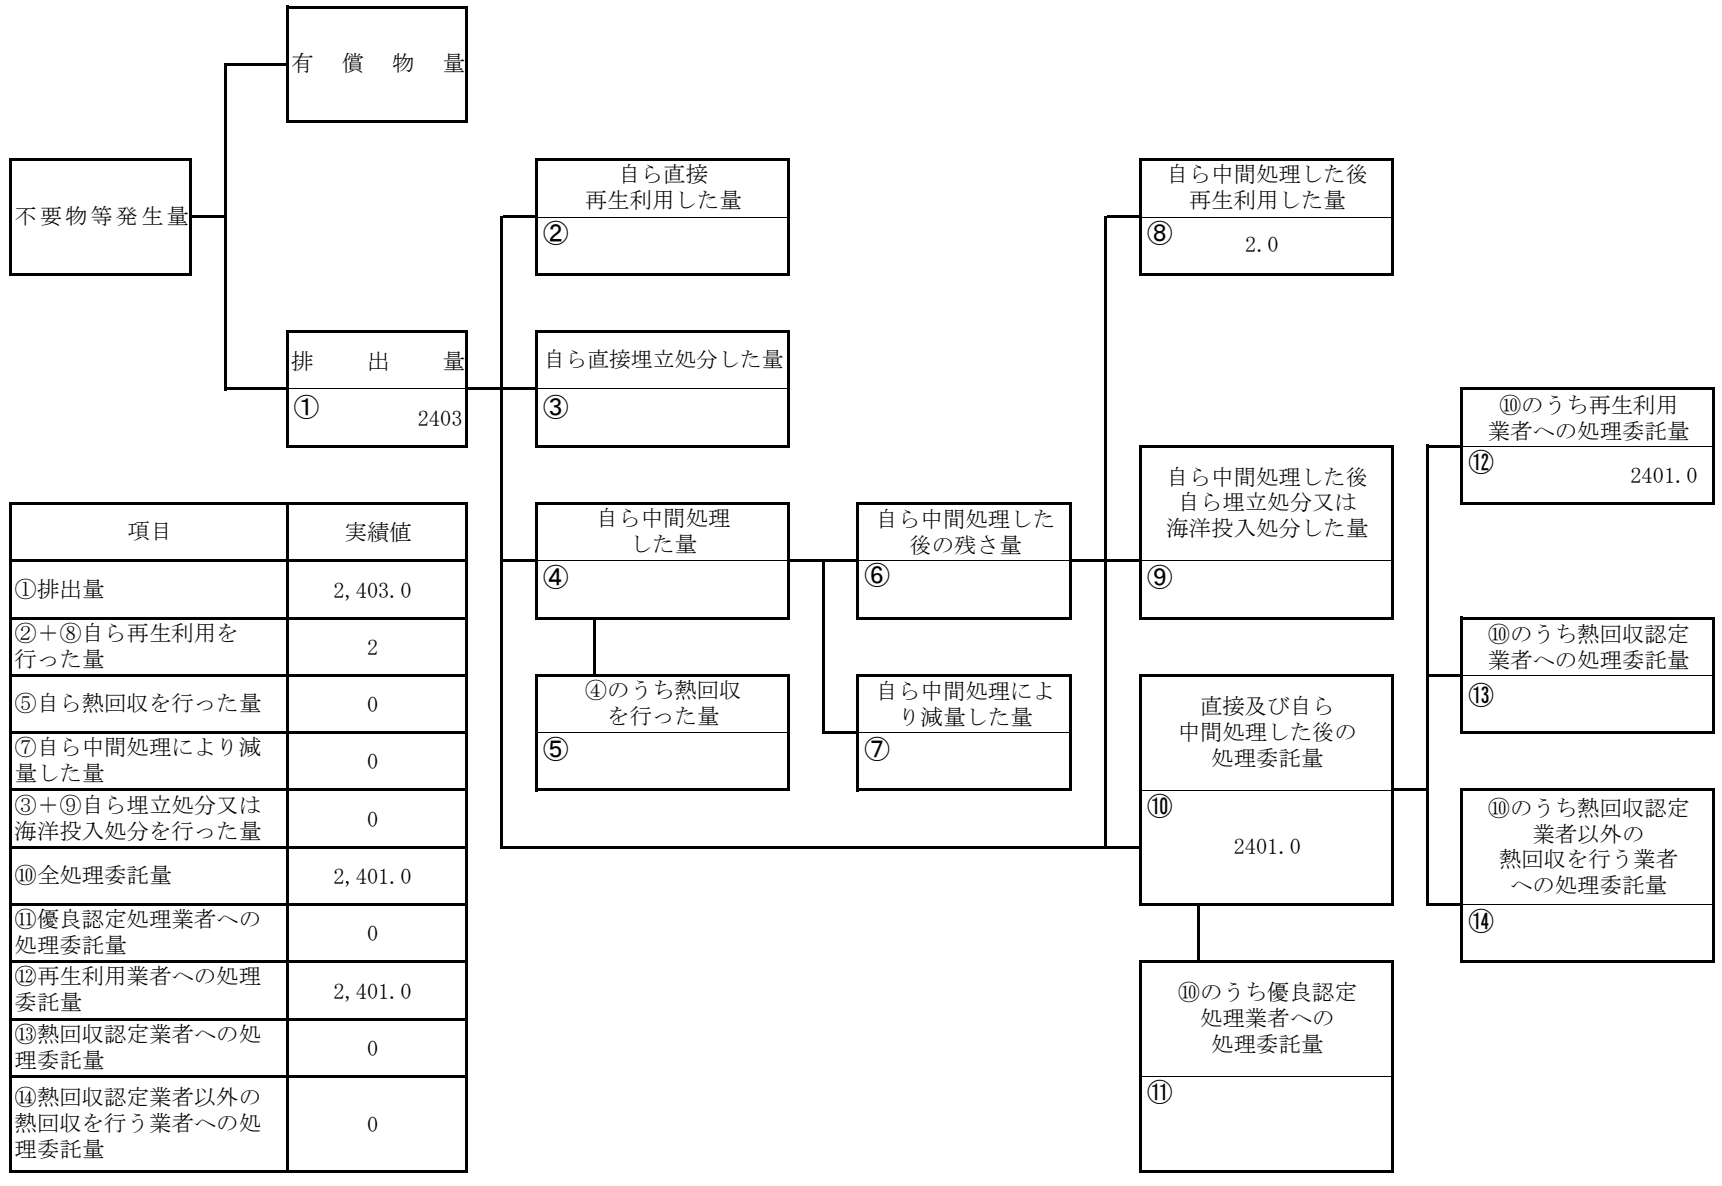 有償物量
不要物等発生量
排出量
①
2403
自ら直接
再生利用した量
②
自ら直接埋立処分した量
③
自ら中間処理
した量
④
④のうち熱回収
を行った量
⑤
自ら中間処理した
後の残さ量
⑥
自ら中間処理によ
り減量した量
⑦
自ら中間処理した後
再生利用した量
⑧
2.0
自ら中間処理した後
自ら埋立処分又は
海洋投入処分した量
⑨
直接及び自ら
中間処理した後の
処理委託量
⑩
2401.0
⑩のうち優良認定
処理業者への
処理委託量
⑪
⑩のうち再生利用
業者への処理委託量
⑫
2401.0
⑩のうち熱回収認定
業者への処理委託量
⑬
⑩のうち熱回収認定
業者以外の
熱回収を行う業者
への処理委託量
⑭
項目 実績値
①排出量 2,403.0
②＋⑧自ら再生利用を
行った量 2
⑤自ら熱回収を行った量 0
⑦自ら中間処理により減
量した量 0
③＋⑨自ら埋立処分又は
海洋投入処分を行った量 0
⑩全処理委託量 2,401.0
⑪優良認定処理業者への
処理委託量 0
⑫再生利用業者への処理
委託量 2,401.0
⑬熱回収認定業者への処
理委託量 0
⑭熱回収認定業者以外の
熱回収を行う業者への処
理委託量 0